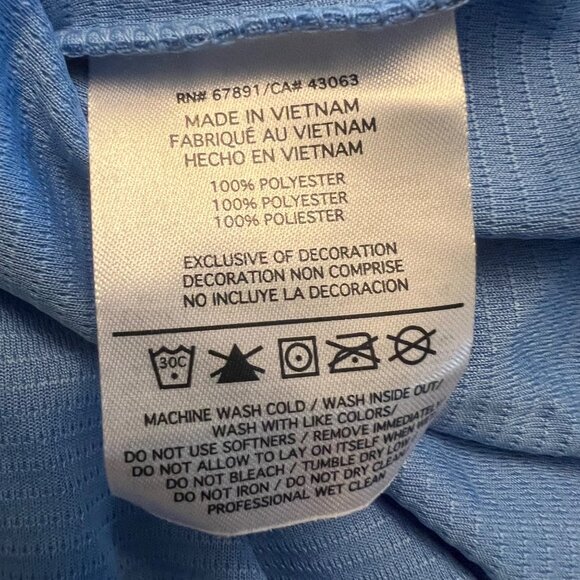 RN# 67891/CA# 43063
MADE IN VIETNAM
FABRIQUÉ AU VIETNAM
HECHO EN VIETNAM
100% POLYESTER
100% POLYESTER
100% POLIESTER
EXCLUSIVE OF DECORATION
DECORATION NON COMPRISE
NO INCLUYE LA DECORACION
30C
MACHINE WASH COLD / WASH INSIDE OUT/
WASH WITH LIKE COLORS/
DO NOT USE SOFTNERS / REMOVE IMMEDIATELY
DO NOT ALLOW TO LAY ON ITSELF WHEN
DO NOT BLEACH / TUMBLE DRY LOW /
DO NOT IRON / DO NOT DRY CLEAN
PROFESSIONAL WET CLEAN